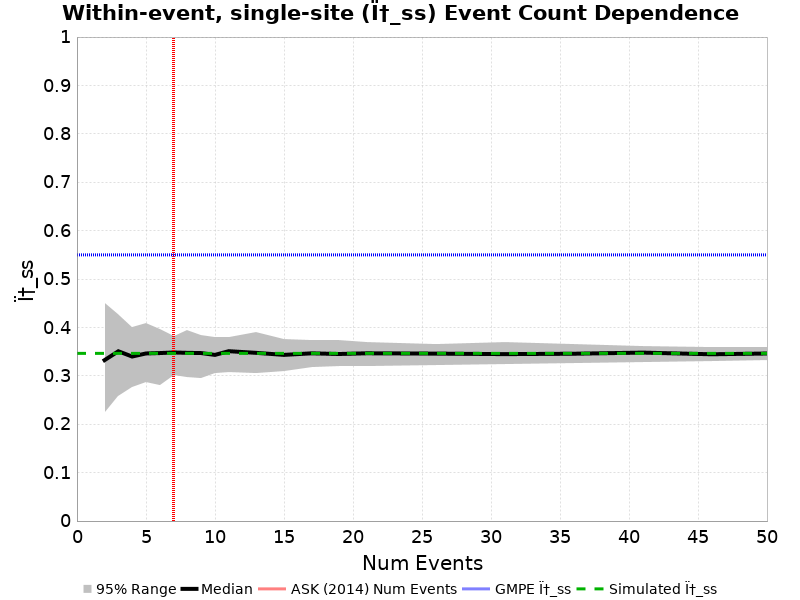 Within-event, single-site (Ï†_ss) Event Count Dependence
1
0.9
0.8
0.7
0.6
0.5
0.4
0.3
0.2
0.1
0
Ï†_ss
0 5 10 15 20 25 30 35 40 45 50
Num Events
95% Range Median ASK (2014) Num Events GMPE Ï†_ss Simulated Ï†_ss